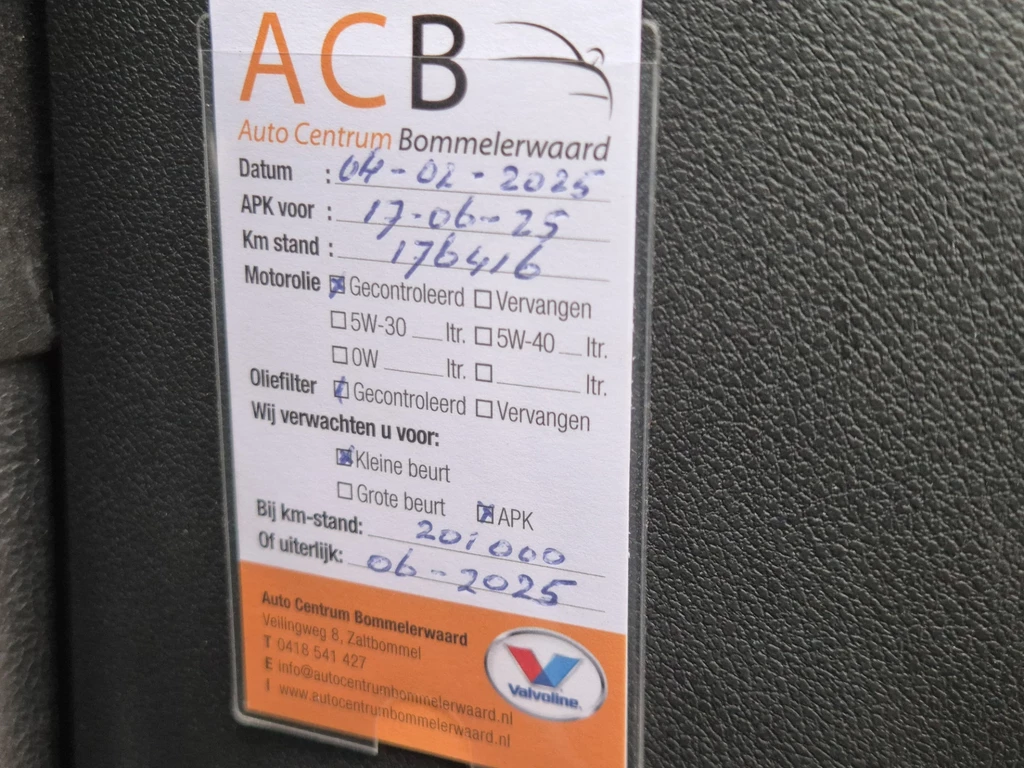 ACB
Auto Centrum Bommelerwaard
Datum : 04-02-2025
APK voor : 17-06-25
Km stand : 176416
Motorolie Gecontroleerd Vervangen
5W-30 ltr. 5W-40 ltr.
0W ltr. ltr.
Oliefilter Gecontroleerd Vervangen
Wij verwachten u voor:
Kleine beurt
Grote beurt APK
Bij km-stand: 201000
Of uiterlijk: 06-2025
Auto Centrum Bommelerwaard
Veilingweg 8, Zaltbommel
T 0418 541 427
E info@autocentrumbommelerwaard.nl
I www.autocentrumbommelerwaard.nl
Valvoline